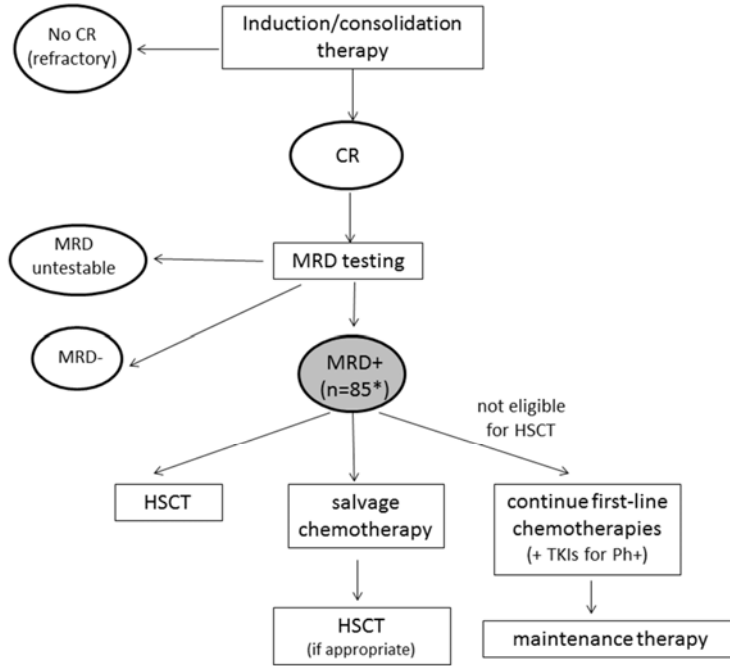 No CR
(refractory)
Induction/consolidation
therapy
CR
MRD
untestable
MRD testing
MRD-
MRD+
(n=85*)
not eligible
for HSCT
HSCT
salvage
chemotherapy
continue first-line
chemotherapies
(+ TKIs for Ph+)
HSCT
(if appropriate)
maintenance therapy